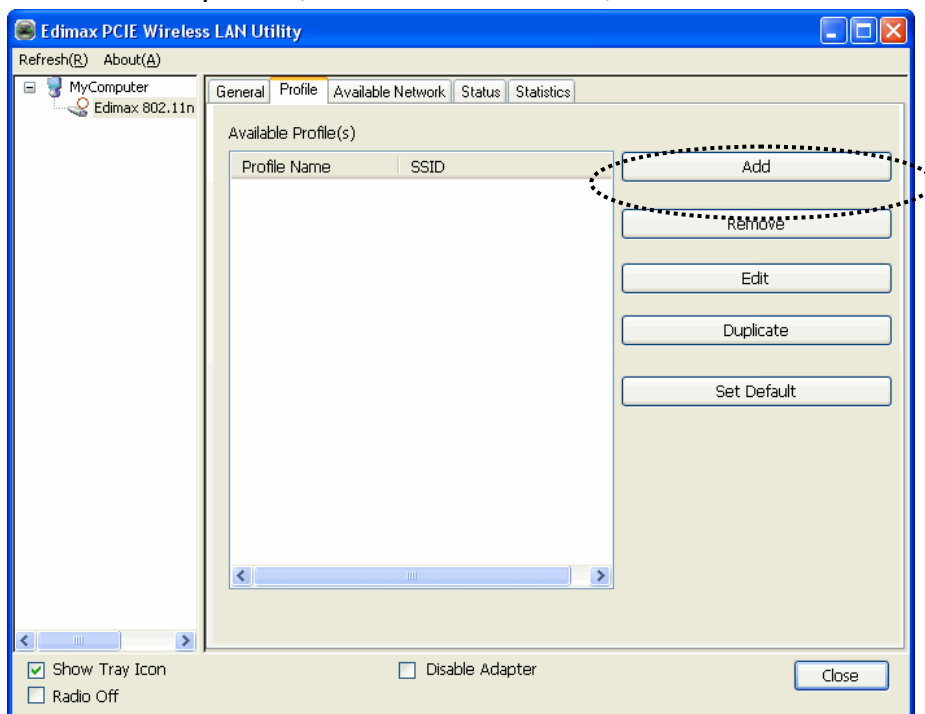 Edimax PCIE Wireless LAN Utility
Refresh(R) About(A)
MyComputer
Edimax 802.11n
General Profile Available Network Status Statistics
Available Profile(s)
Profile Name SSID
Add
Remove
Edit
Duplicate
Set Default
Show Tray Icon
Radio Off
Disable Adapter
Close